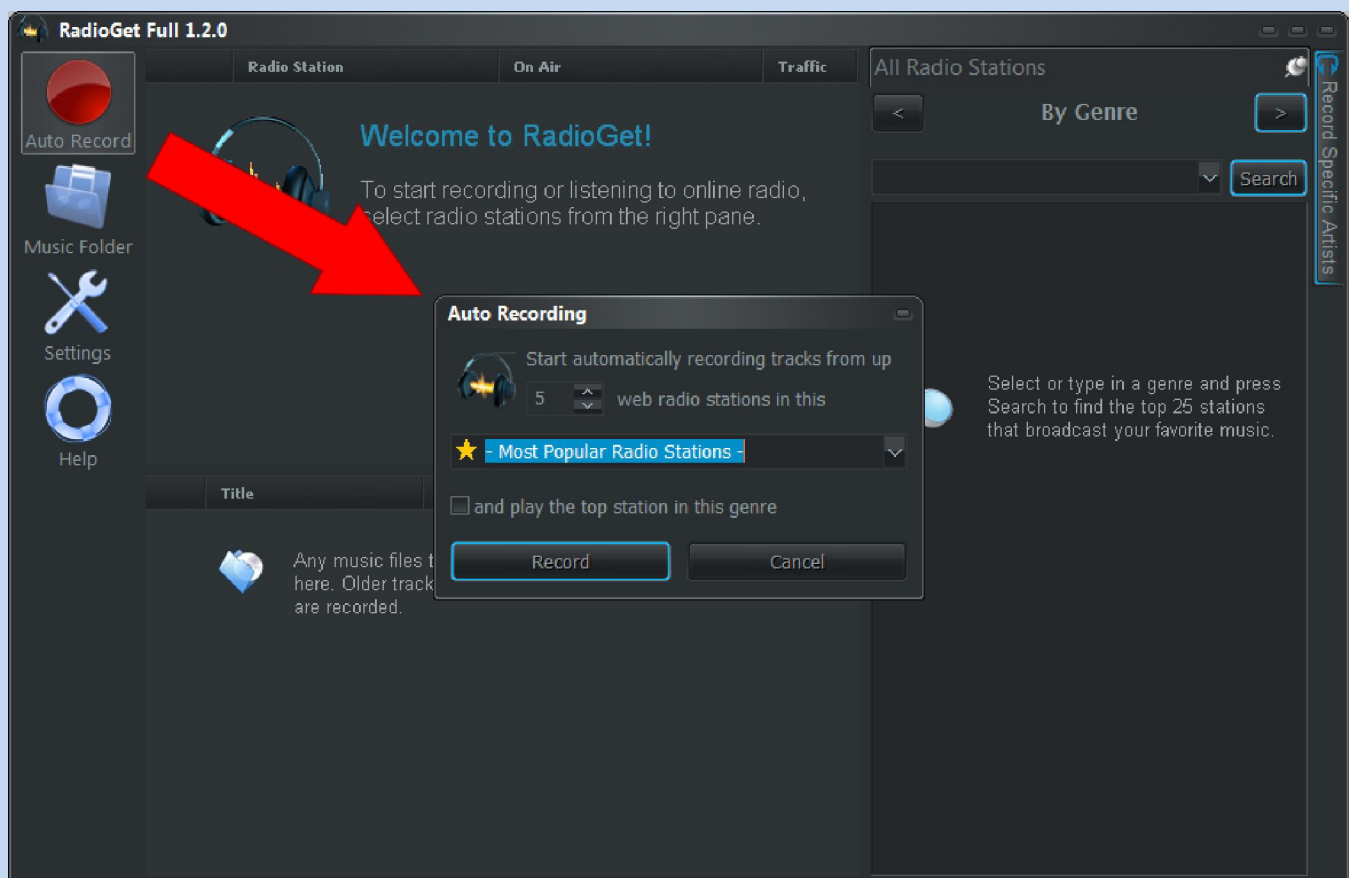 RadioGet Full 1.2.0
Auto Record
Music Folder
Settings
Help
Radio Station On Air Traffic
Welcome to RadioGet!
To start recording or listening to online radio,
select radio stations from the right pane.
Auto Recording
Start automatically recording tracks from up
5 web radio stations in this
- Most Popular Radio Stations -
and play the top station in this genre
Record Cancel
Title
Any music files t
here. Older track
are recorded.
All Radio Stations
< By Genre >
Search
Select or type in a genre and press
Search to find the top 25 stations
that broadcast your favorite music.
Record Specific Artists